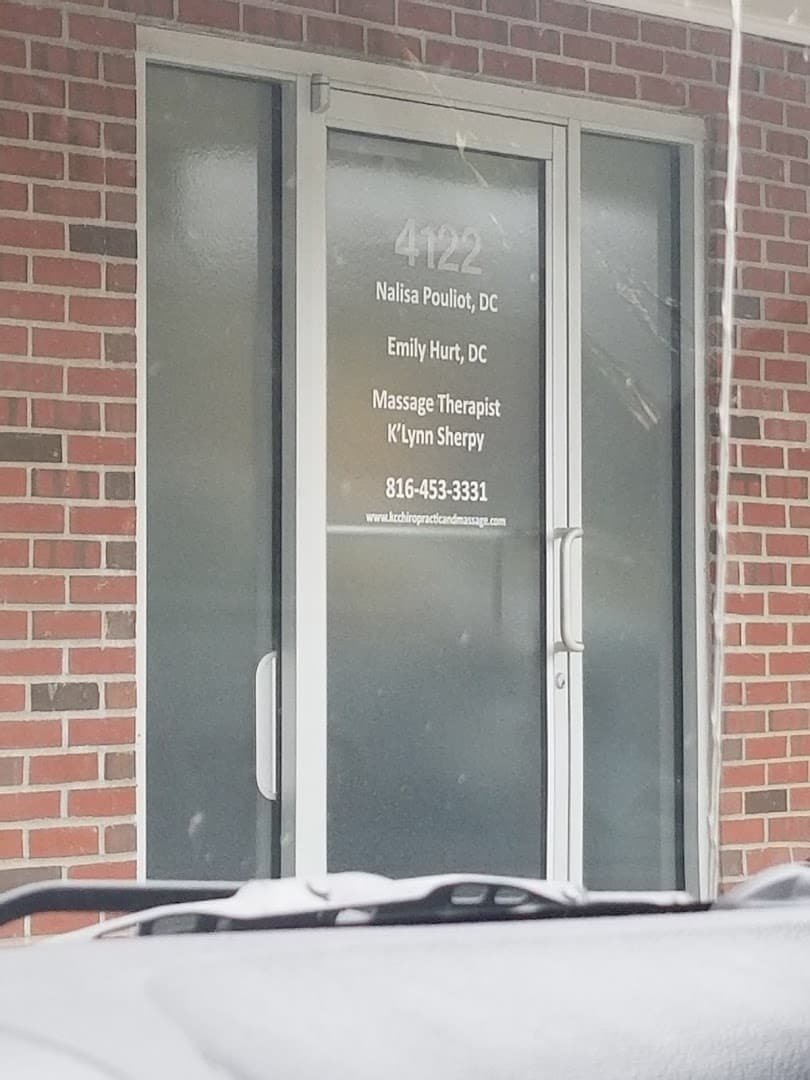 4122
Nalisa Pouliot, DC
Emily Hurt, DC
Massage Therapist
K'Lynn Sherpy
816-453-3331
www.kcchiropracticandmassage.com